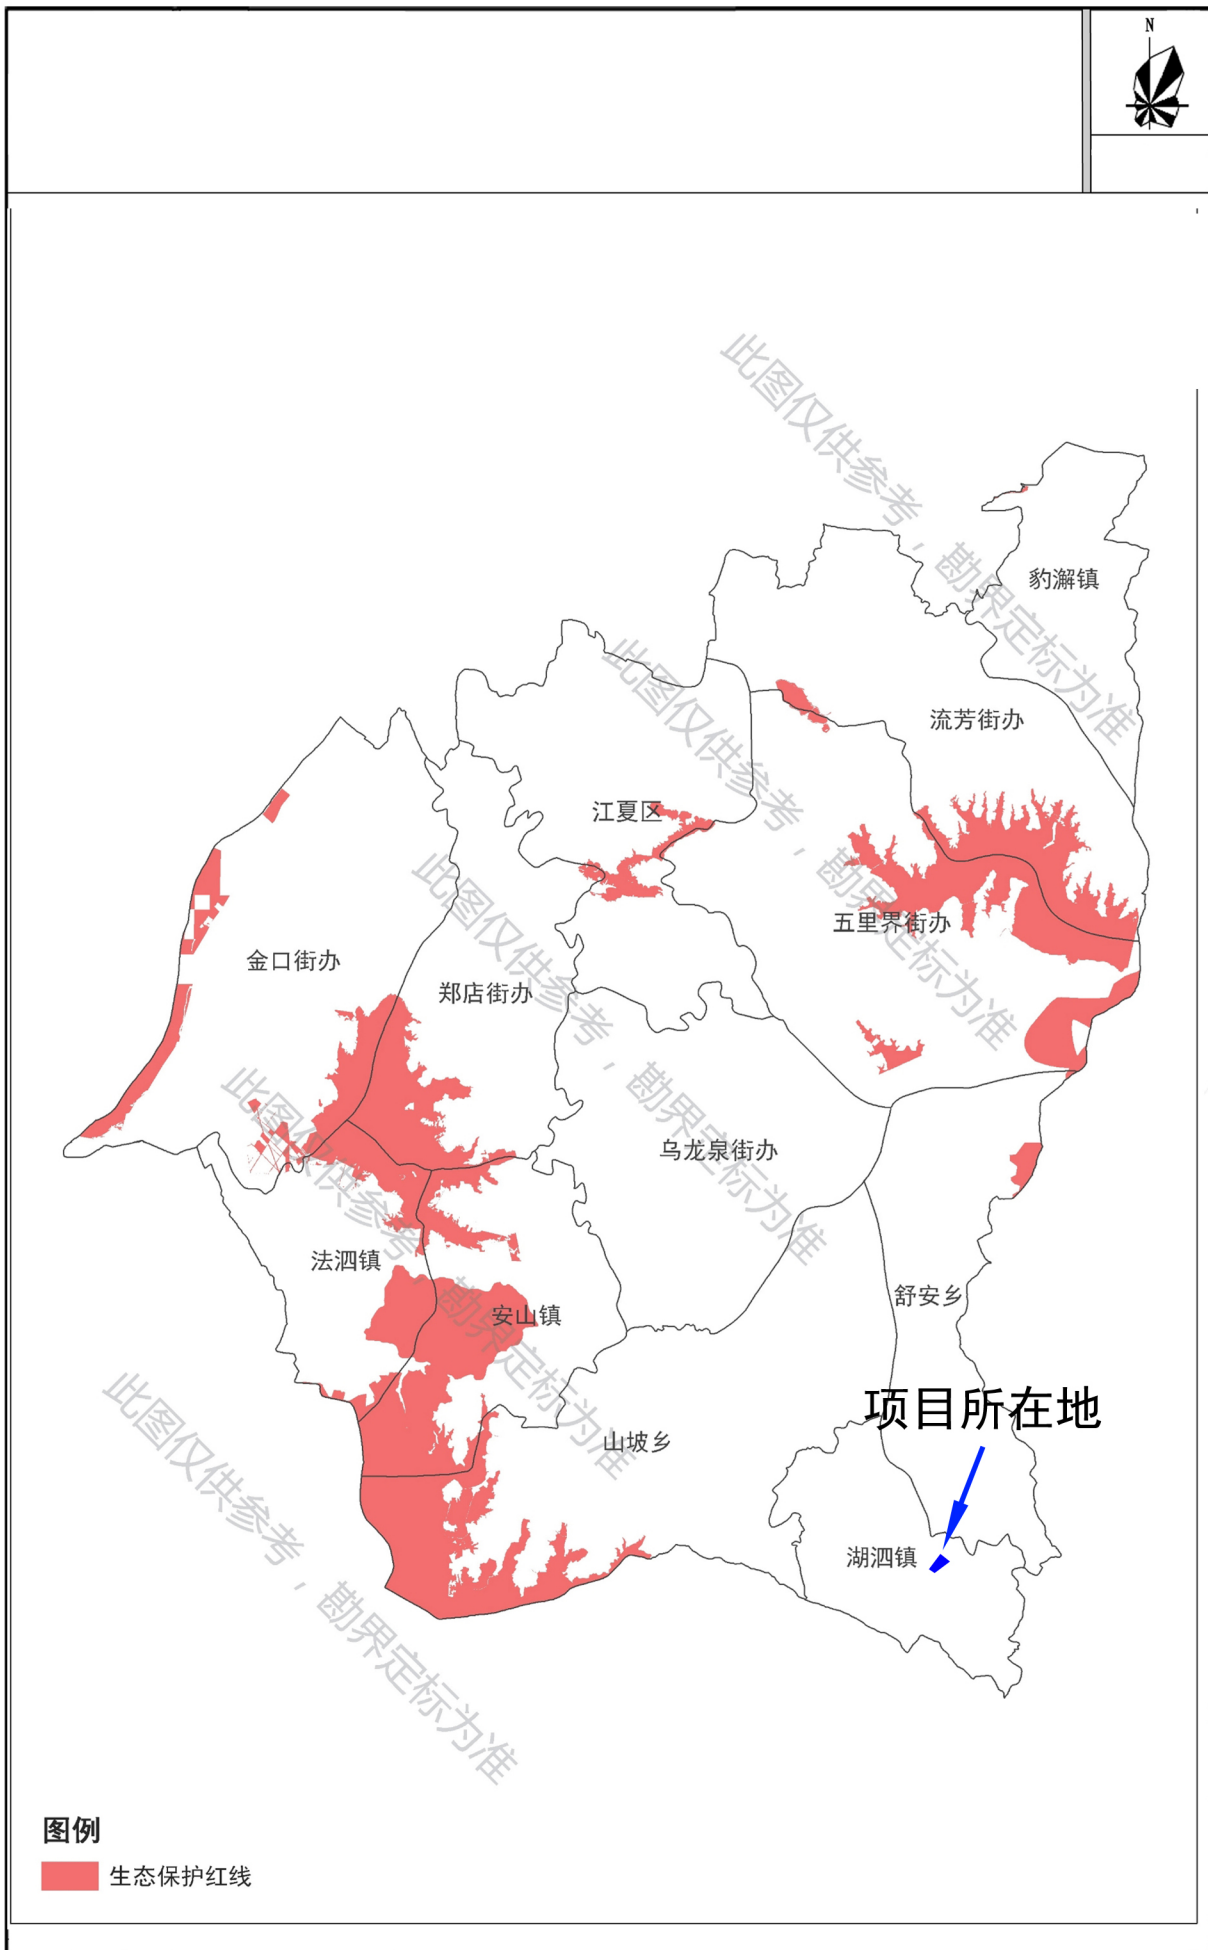 N
此图仅供参考，勘界定标为准
豹澥镇
此图仅供参考，勘界定标为准
流芳街办
江夏区
此图仅供参考，勘界定标为准
五里界街办
金口街办
郑店街办
此图仅供参考，勘界定标为准
乌龙泉街办
法泗镇
舒安乡
安山镇
此图仅供参考，勘界定标为准
项目所在地
山坡乡
湖泗镇
图例
生态保护红线